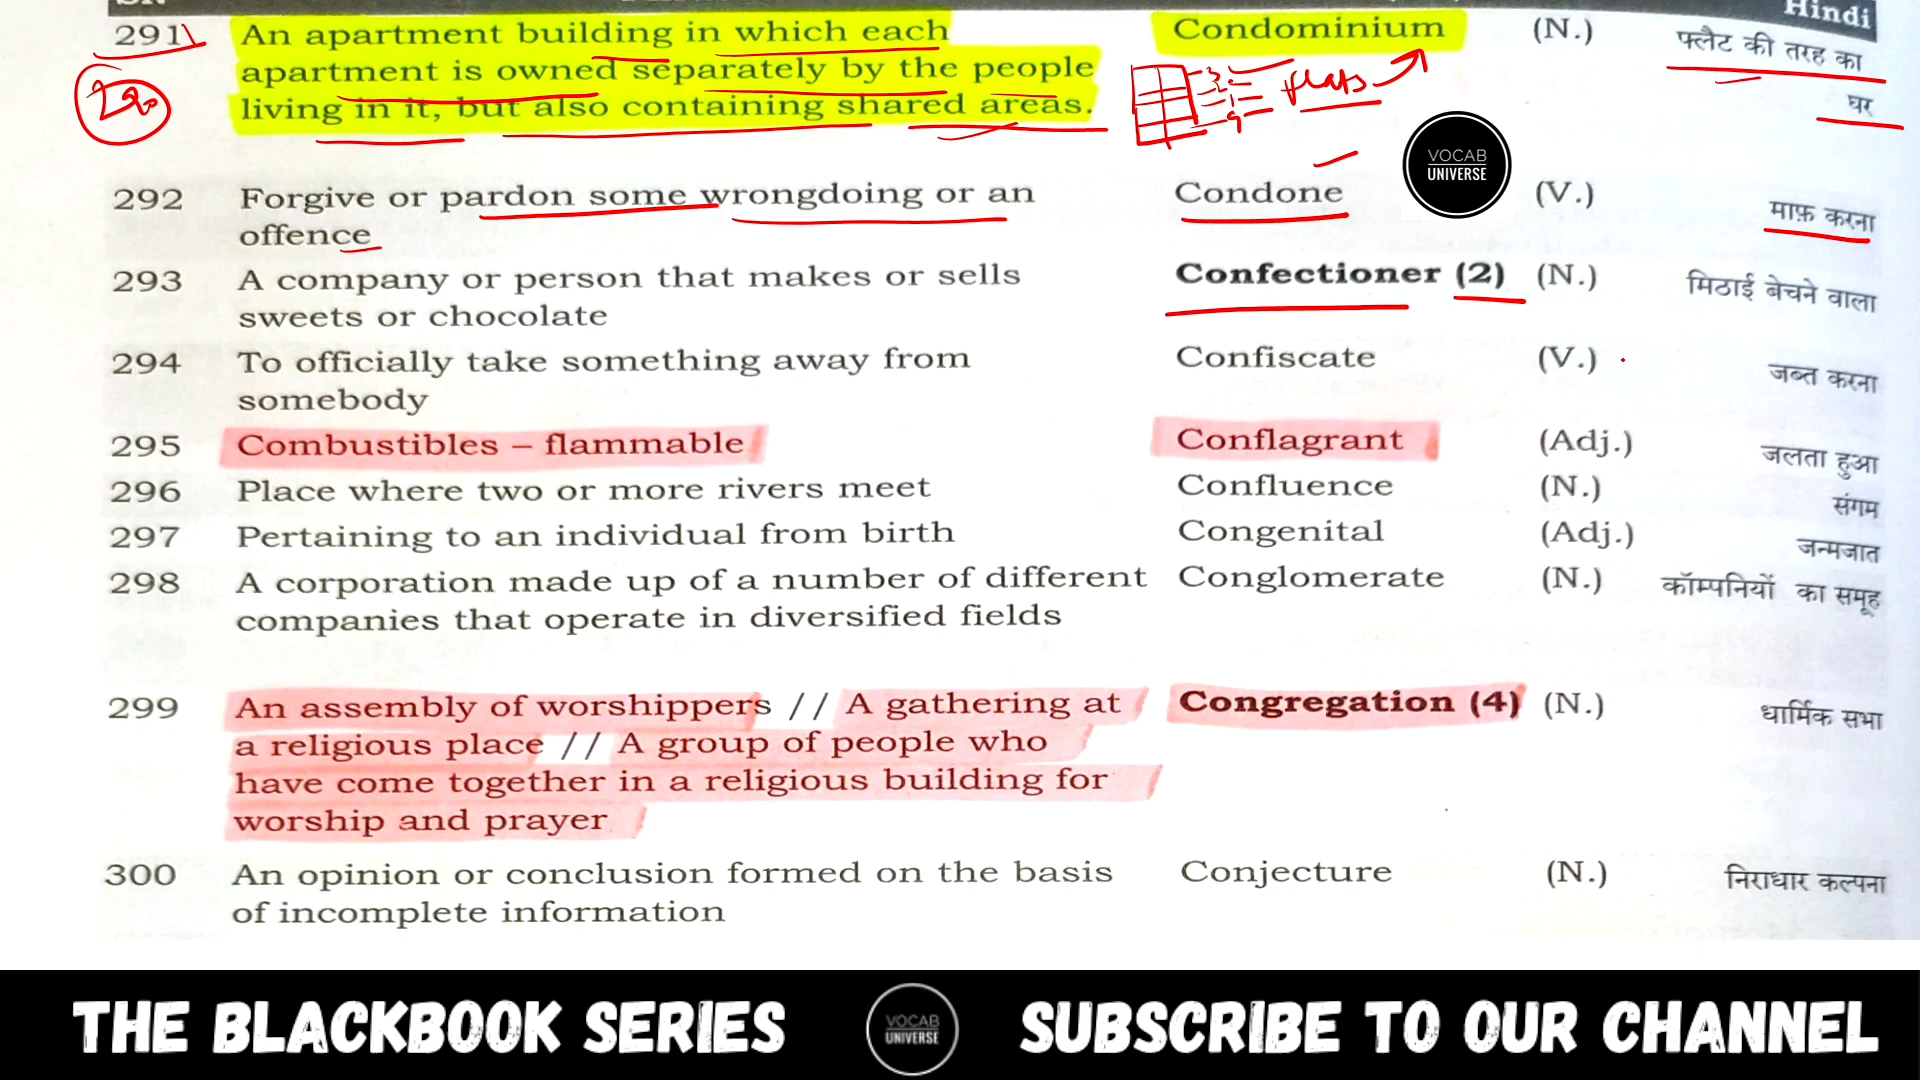 Hindi
291 An apartment building in which each Condominium (N.) फ्लैट की तरह का
apartment is owned separately by the people flats
living in it, but also containing shared areas. घर
VOCAB
UNIVERSE
292 Forgive or pardon some wrongdoing or an Condone (V.) माफ़ करना
offence
293 A company or person that makes or sells Confectioner (2) (N.) मिठाई बेचने वाला
sweets or chocolate
294 To officially take something away from Confiscate (V.) जब्त करना
somebody
295 Combustibles – flammable Conflagrant (Adj.) जलता हुआ
296 Place where two or more rivers meet Confluence (N.) संगम
297 Pertaining to an individual from birth Congenital (Adj.) जन्मजात
298 A corporation made up of a number of different Conglomerate (N.) कॉम्पनियों का समूह
companies that operate in diversified fields
299 An assembly of worshippers // A gathering at Congregation (4) (N.) धार्मिक सभा
a religious place // A group of people who
have come together in a religious building for
worship and prayer
300 An opinion or conclusion formed on the basis Conjecture (N.) निराधार कल्पना
of incomplete information
THE BLACKBOOK SERIES VOCAB UNIVERSE SUBSCRIBE TO OUR CHANNEL